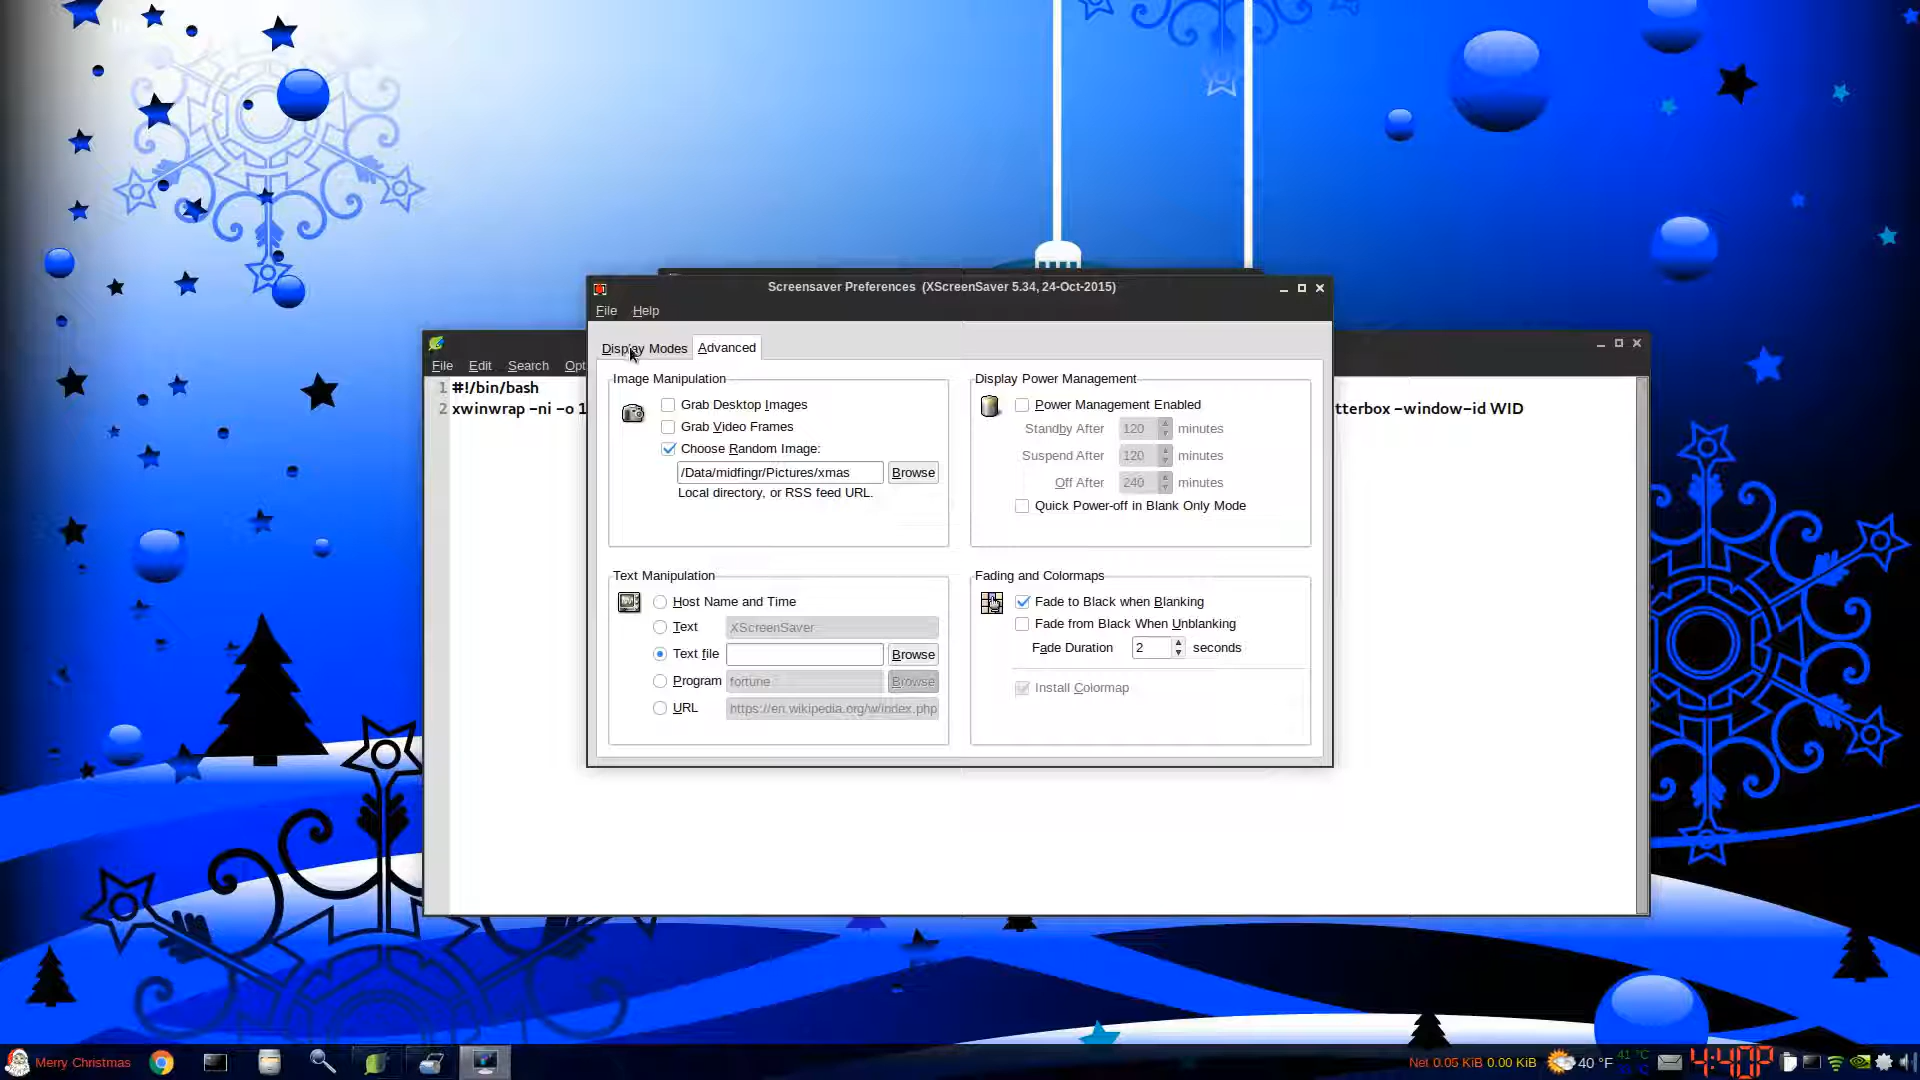 Screensaver Preferences (XScreenSaver 5.34, 24-Oct-2015)
File Help
Display Modes Advanced
File Edit Search Opt
1 #!/bin/bash
2 xwinwrap -ni -o 1
tterbox -window-id WID
Image Manipulation
Grab Desktop Images
Grab Video Frames
Choose Random Image:
/Data/midfingr/Pictures/xmas Browse
Local directory, or RSS feed URL.
Display Power Management
Power Management Enabled
Standby After 120 minutes
Suspend After 120 minutes
Off After 240 minutes
Quick Power-off in Blank Only Mode
Text Manipulation
Host Name and Time
Text XScreenSaver
Text file Browse
Program fortune Browse
URL https://en.wikipedia.org/w/index.php
Fading and Colormaps
Fade to Black when Blanking
Fade from Black When Unblanking
Fade Duration 2 seconds
Install Colormap
Merry Christmas
Net 0.05 KiB 0.00 KiB
40 °F
41 °C
4:40P